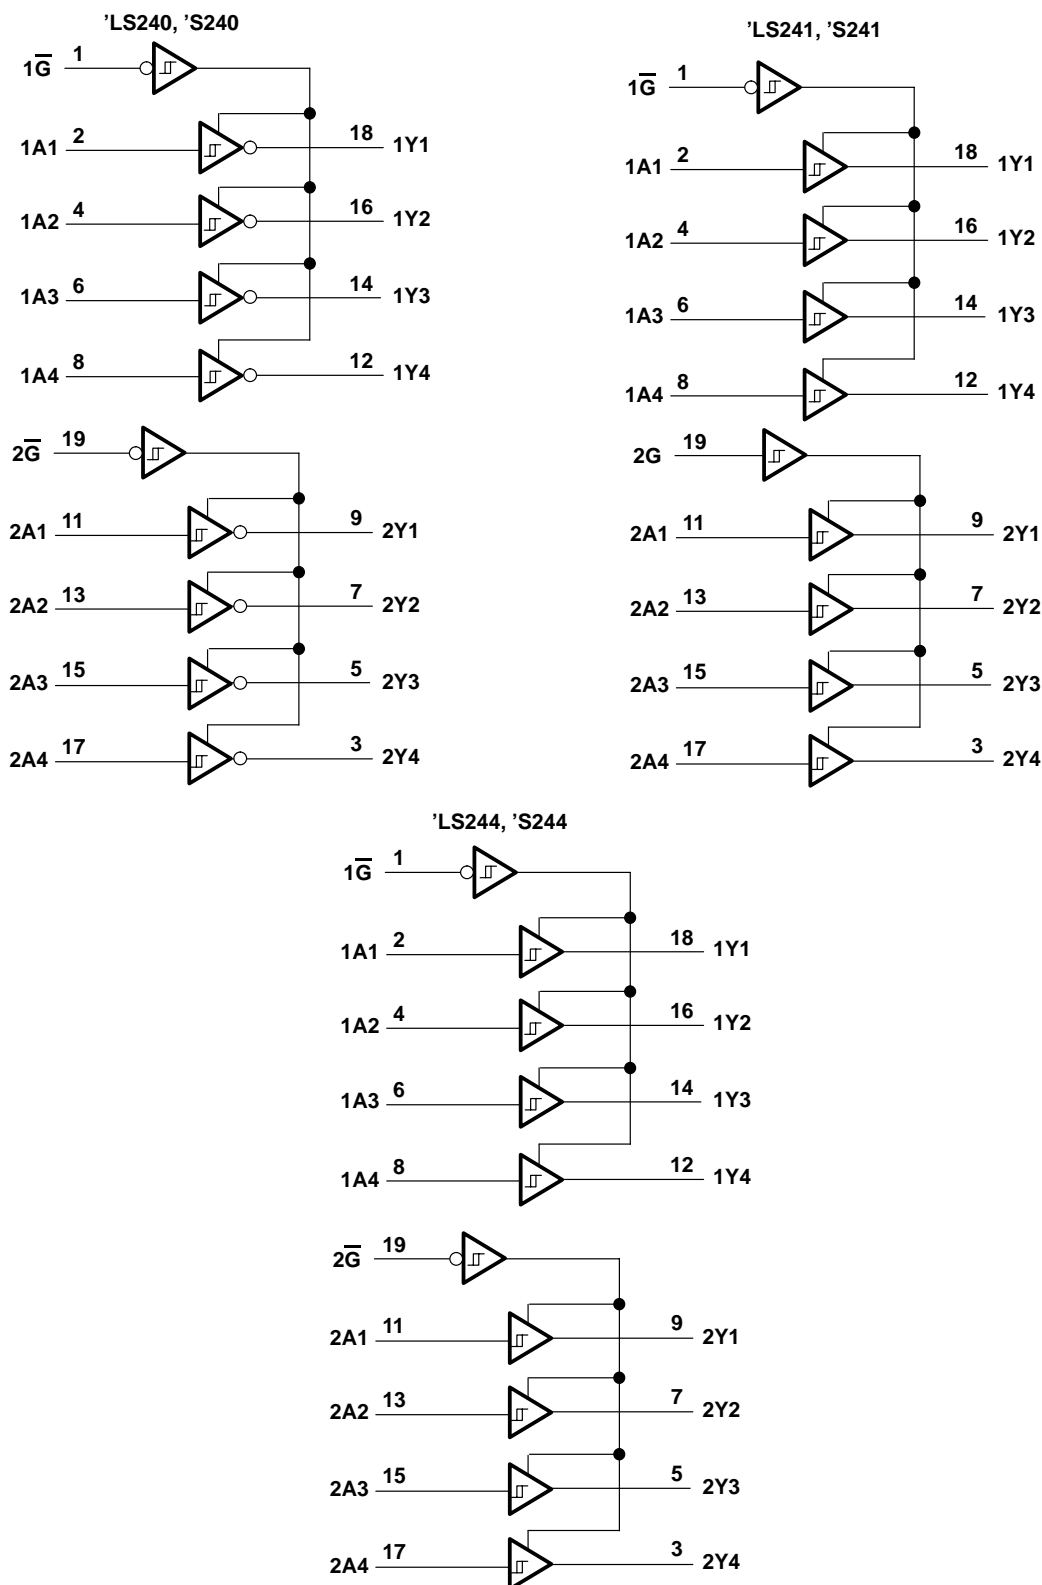 ’LS240, ’S240
1G̅ 1
1A1 2 18 1Y1
1A2 4 16 1Y2
1A3 6 14 1Y3
1A4 8 12 1Y4
2G̅ 19
2A1 11 9 2Y1
2A2 13 7 2Y2
2A3 15 5 2Y3
2A4 17 3 2Y4
’LS241, ’S241
1G̅ 1
1A1 2 18 1Y1
1A2 4 16 1Y2
1A3 6 14 1Y3
1A4 8 12 1Y4
2G 19
2A1 11 9 2Y1
2A2 13 7 2Y2
2A3 15 5 2Y3
2A4 17 3 2Y4
’LS244, ’S244
1G̅ 1
1A1 2 18 1Y1
1A2 4 16 1Y2
1A3 6 14 1Y3
1A4 8 12 1Y4
2G̅ 19
2A1 11 9 2Y1
2A2 13 7 2Y2
2A3 15 5 2Y3
2A4 17 3 2Y4